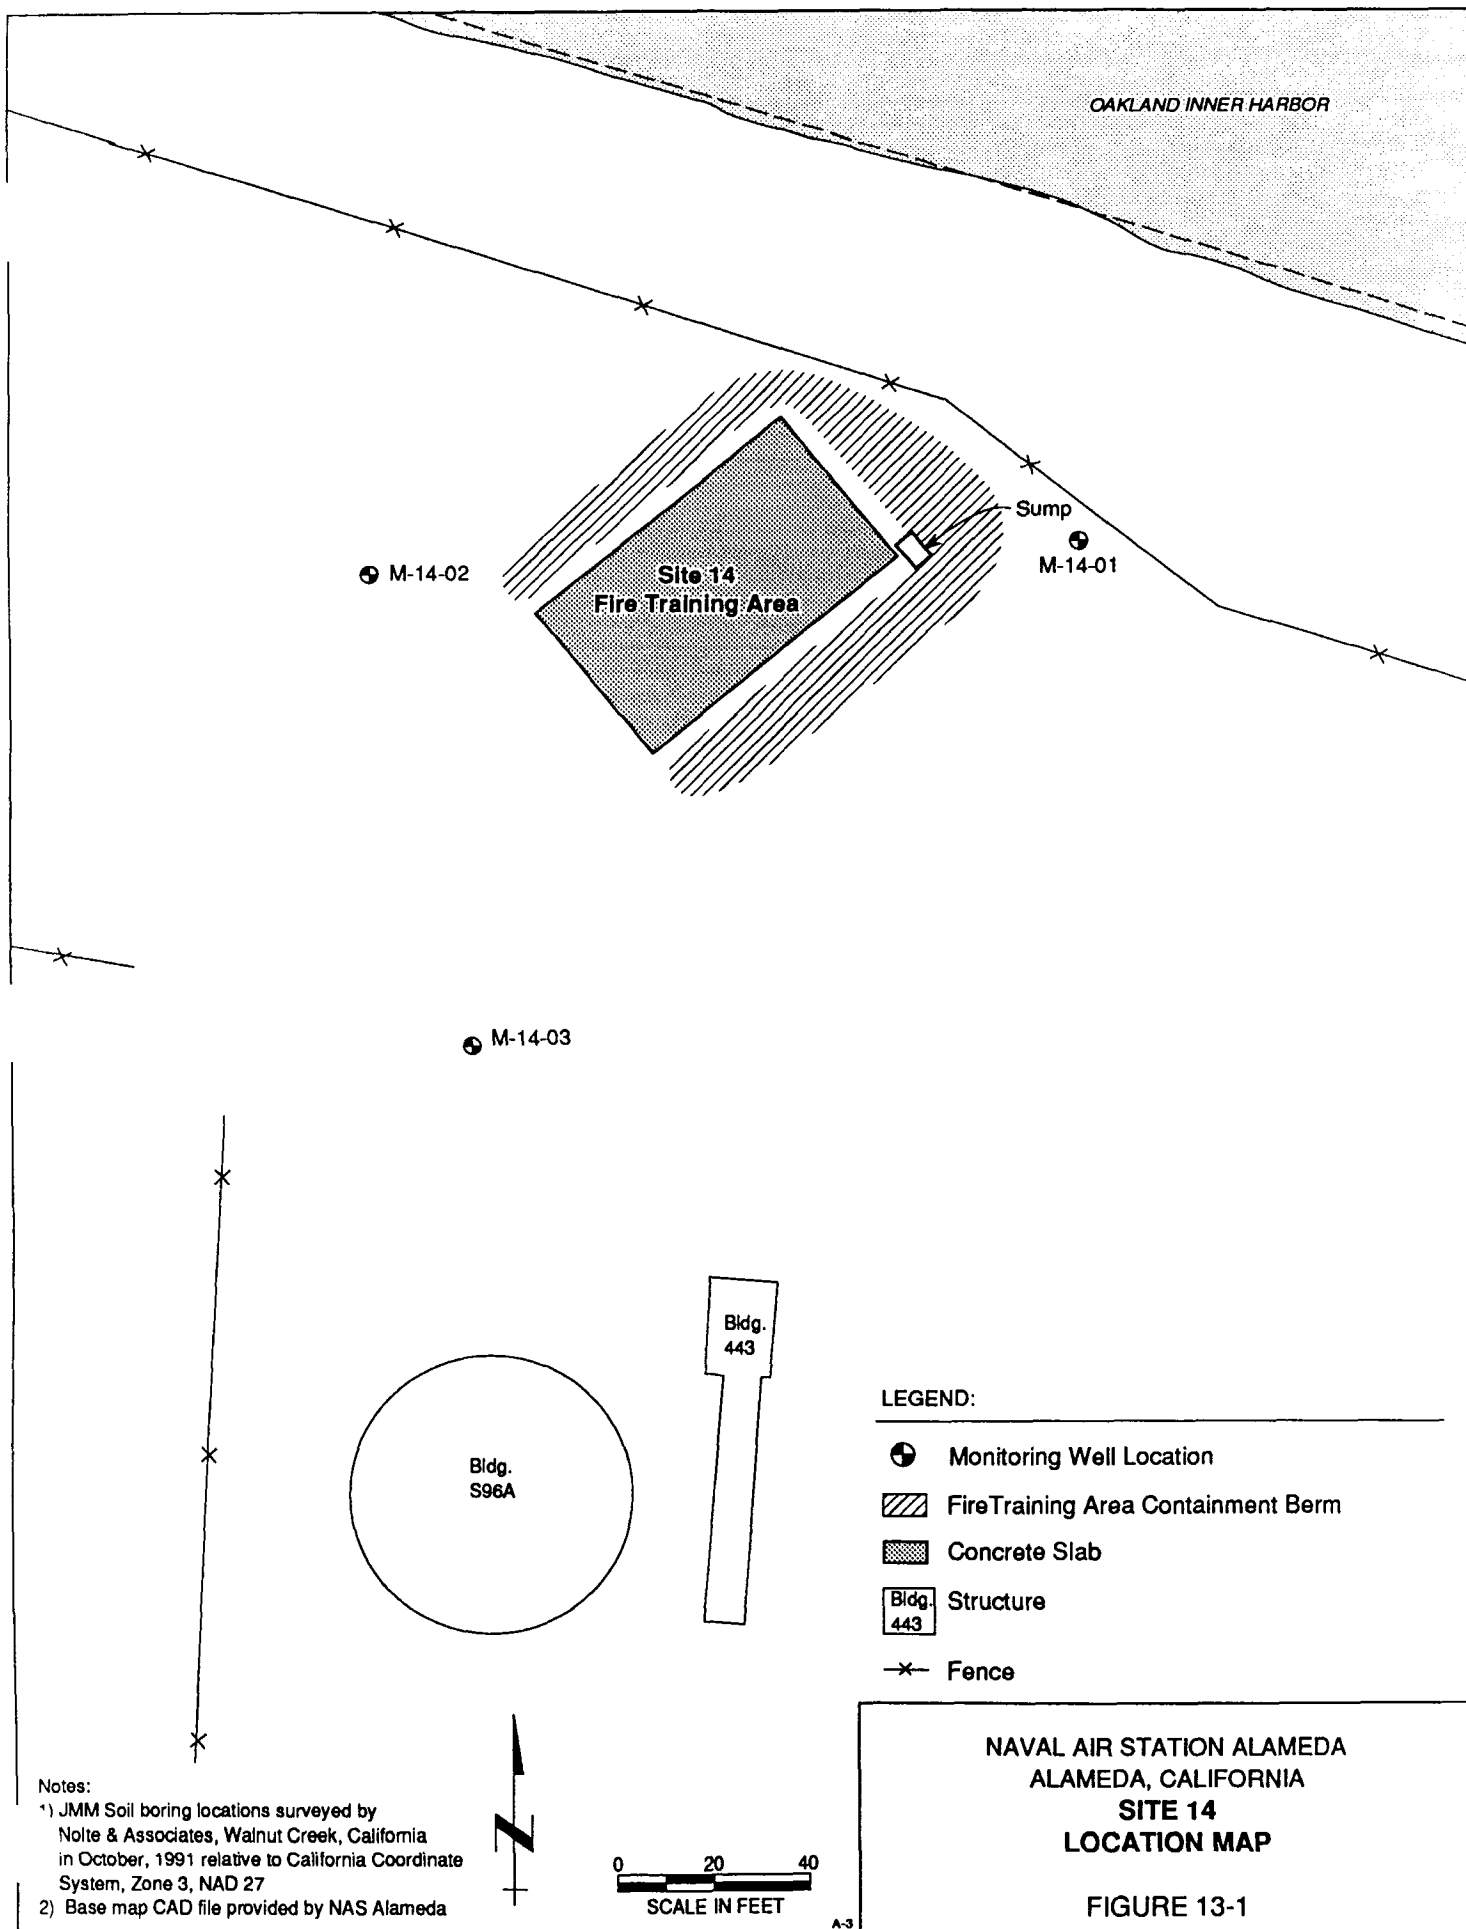 OAKLAND INNER HARBOR
Sump
M-14-01
M-14-02
Site 14
Fire Training Area
M-14-03
Bldg.
443
Bldg.
S96A
LEGEND:
Monitoring Well Location
FireTraining Area Containment Berm
Concrete Slab
Bldg.
443
Structure
Fence
Notes:
1) JMM Soil boring locations surveyed by
Nolte & Associates, Walnut Creek, California
in October, 1991 relative to California Coordinate
System, Zone 3, NAD 27
2) Base map CAD file provided by NAS Alameda
N
0 20 40
SCALE IN FEET
A-3
NAVAL AIR STATION ALAMEDA
ALAMEDA, CALIFORNIA
SITE 14
LOCATION MAP
FIGURE 13-1